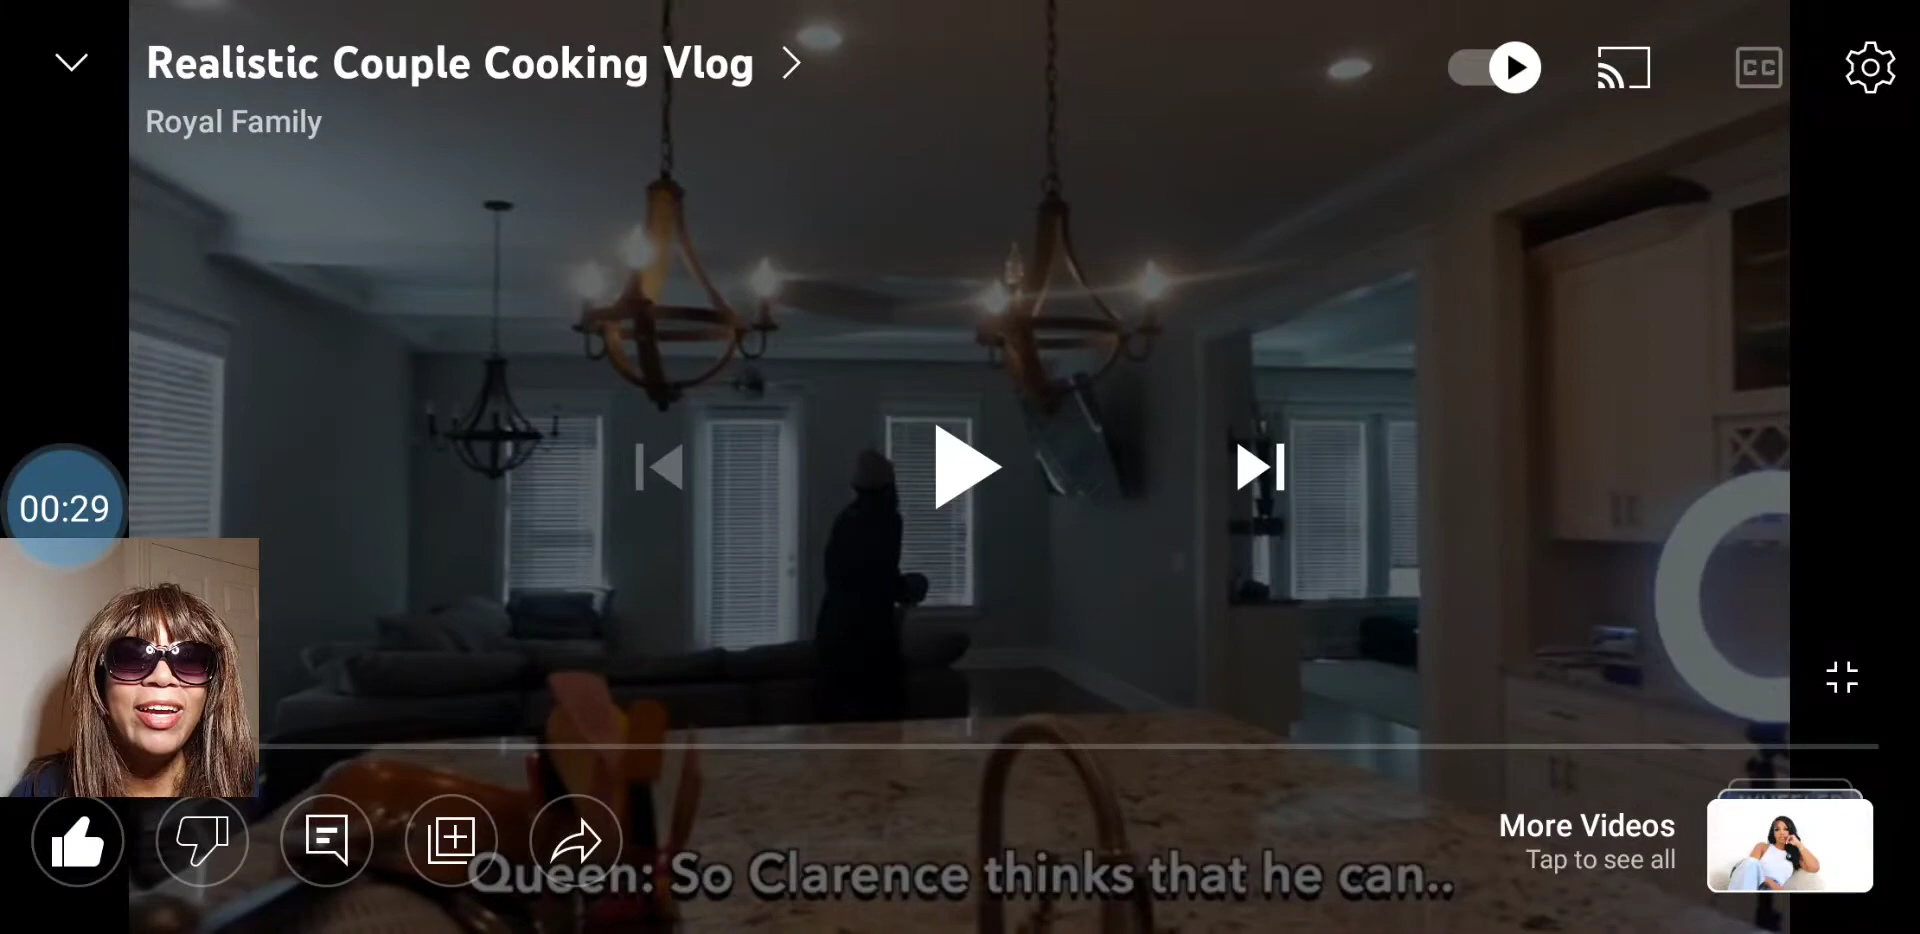 Realistic Couple Cooking Vlog
Royal Family
CC
00:29
More Videos
Tap to see all
Queen: So Clarence thinks that he can..